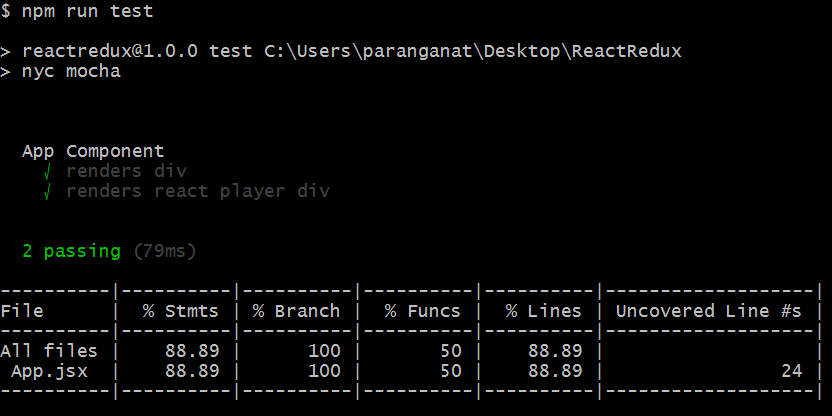 $ npm run test
> reactredux@1.0.0 test C:\Users\paranganat\Desktop\ReactRedux
> nyc mocha
App Component
√ renders div
√ renders react player div
2 passing (79ms)
----------|----------|----------|----------|----------|-------------------|
File      |  % Stmts | % Branch |  % Funcs |  % Lines | Uncovered Line #s |
----------|----------|----------|----------|----------|-------------------|
All files |    88.89 |      100 |       50 |    88.89 |                   |
 App.jsx  |    88.89 |      100 |       50 |    88.89 |                24 |
----------|----------|----------|----------|----------|-------------------|